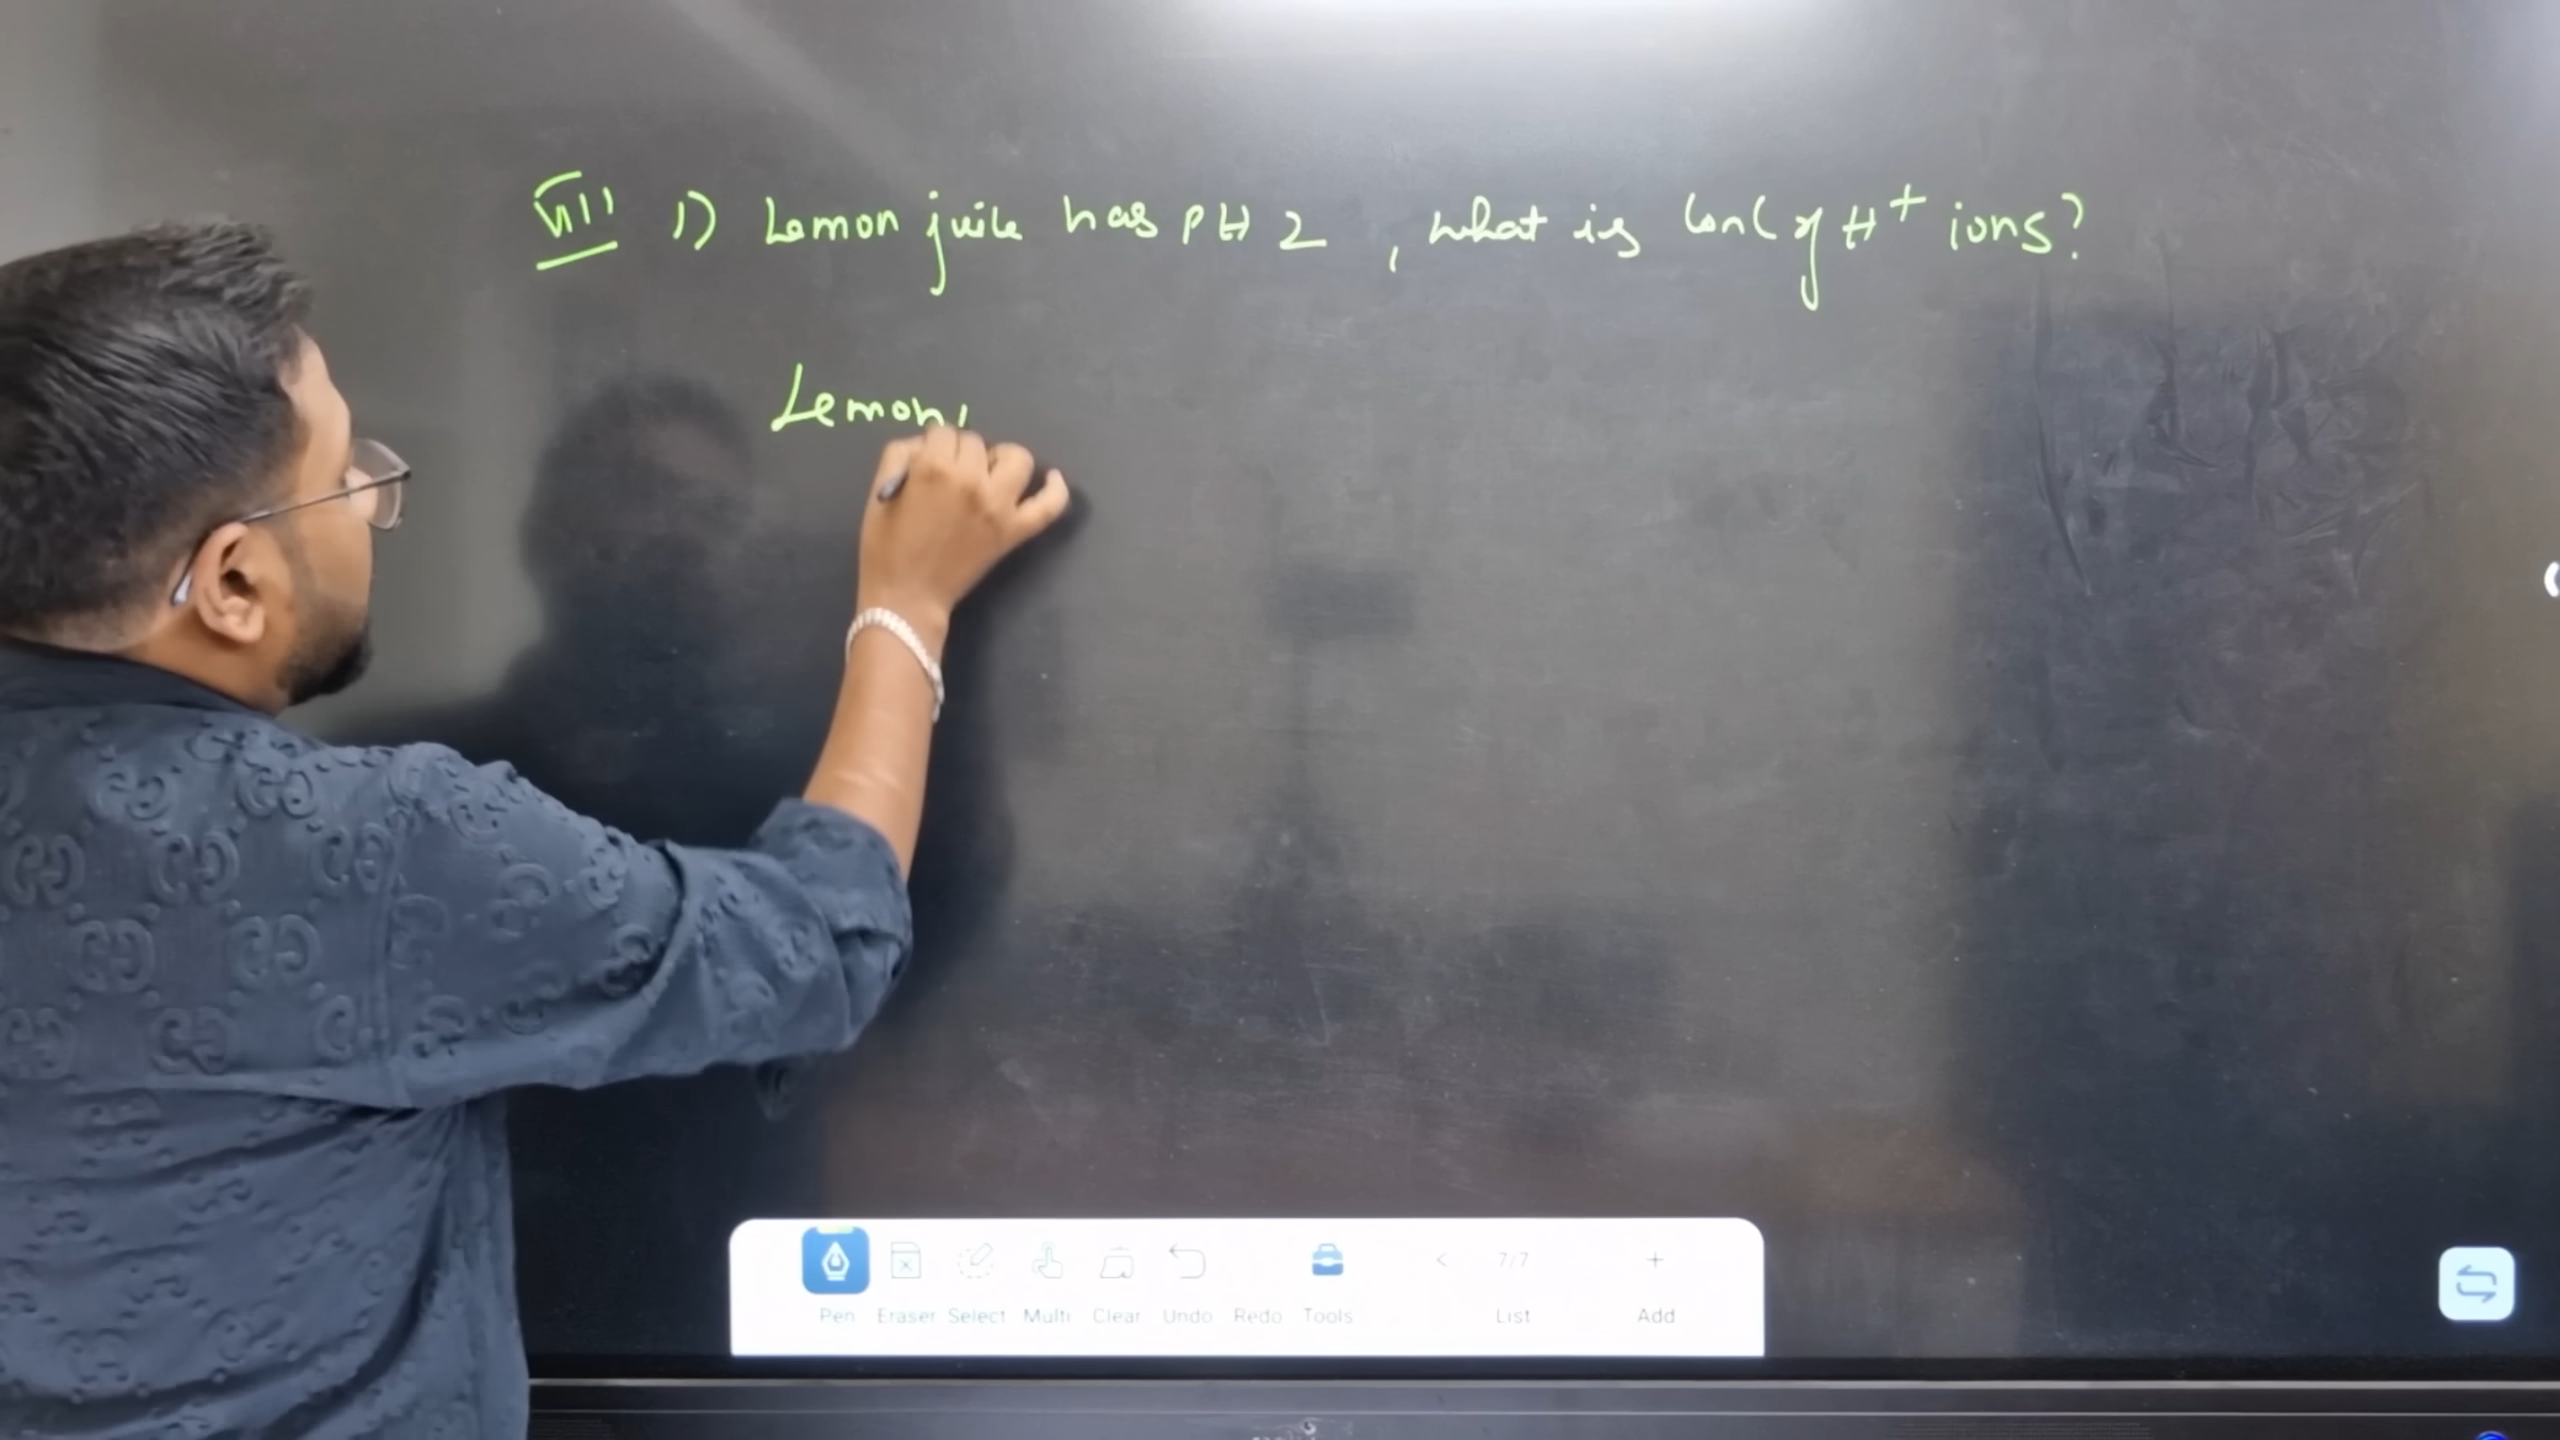 VII 1) Lemon juice has pH 2 , what is Conc of H+ ions?
Lemon
Pen Eraser Select Multi Clear Undo Redo Tools < 7/7 List + Add